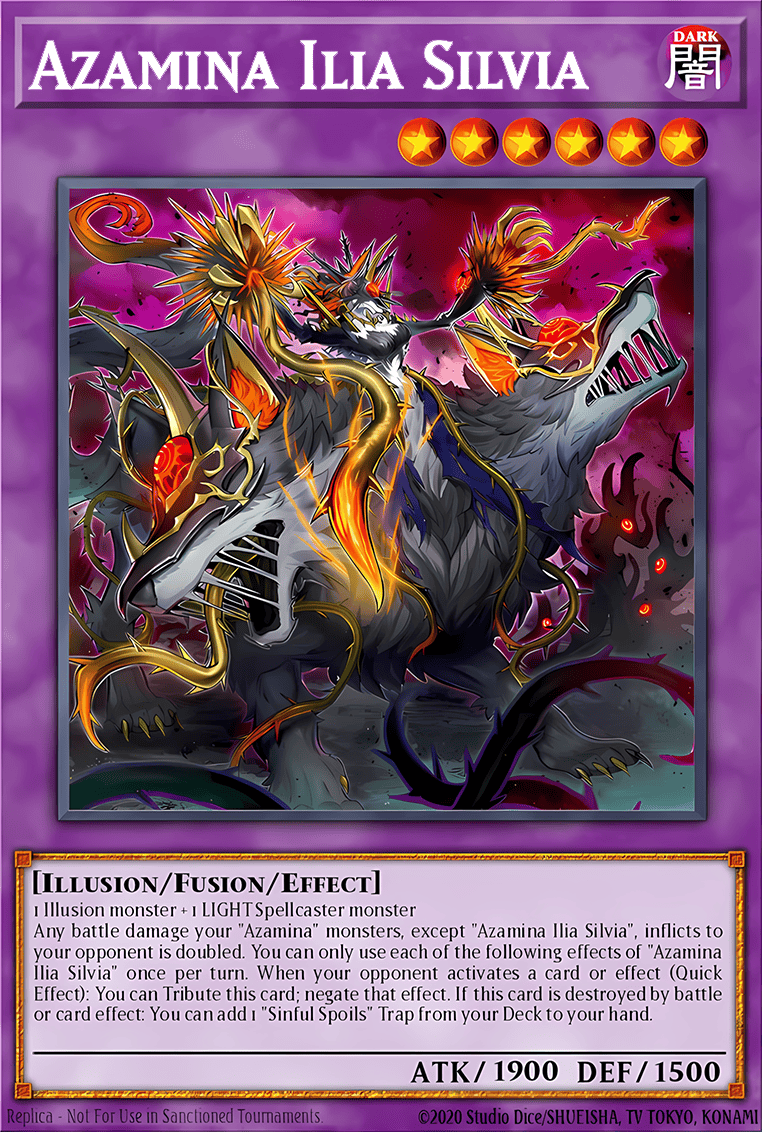 AZAMINA ILIA SILVIA
DARK
闇
[ILLUSION/FUSION/EFFECT]
1 Illusion monster + 1 LIGHT Spellcaster monster
Any battle damage your "Azamina" monsters, except "Azamina Ilia Silvia", inflicts to
your opponent is doubled. You can only use each of the following effects of "Azamina
Ilia Silvia" once per turn. When your opponent activates a card or effect (Quick
Effect): You can Tribute this card; negate that effect. If this card is destroyed by battle
or card effect: You can add 1 "Sinful Spoils" Trap from your Deck to your hand.
ATK/ 1900 DEF/ 1500
Replica - Not For Use in Sanctioned Tournaments.
©2020 Studio Dice/SHUEISHA, TV TOKYO, KONAMI